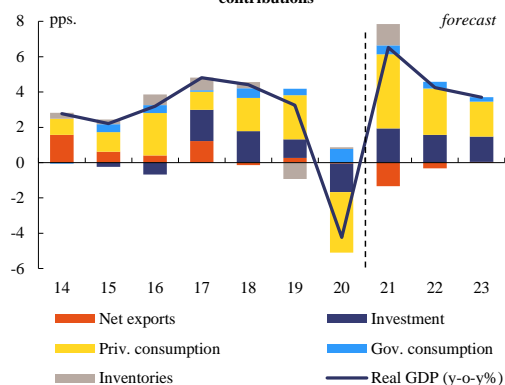 contributions
pps.
forecast
8
6
4
2
0
-2
-4
-6
14 15 16 17 18 19 20 21 22 23
Net exports
Investment
Priv. consumption
Gov. consumption
Inventories
Real GDP (y-o-y%)